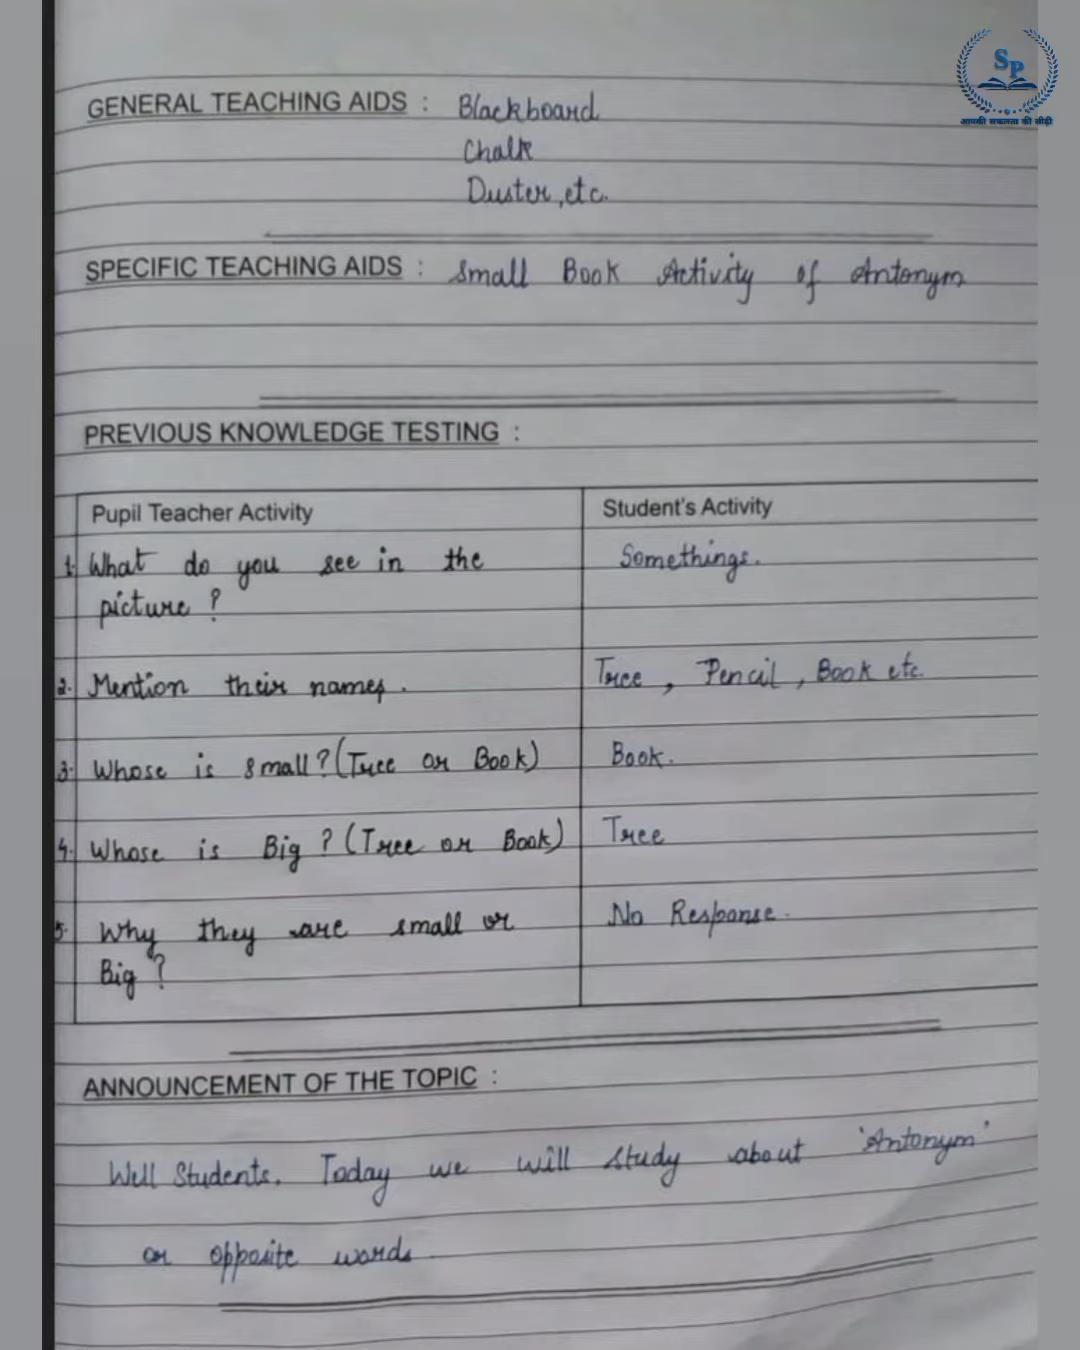 SP
आपकी सफलता की सीढ़ी
GENERAL TEACHING AIDS : Blackboard
Chalk
Duster, etc.
SPECIFIC TEACHING AIDS : Small Book Activity of Antonym
PREVIOUS KNOWLEDGE TESTING :
Pupil Teacher Activity Student's Activity
1. What do you see in the Somethings.
picture ?
2. Mention their names. Tree, Pencil, Book etc.
3. Whose is small? (Tree or Book) Book.
4. Whose is Big ? (Tree or Book) Tree
5. Why they are small or No Response.
Big ?
ANNOUNCEMENT OF THE TOPIC :
Well Students. Today we will study about 'Antonym'
or opposite words